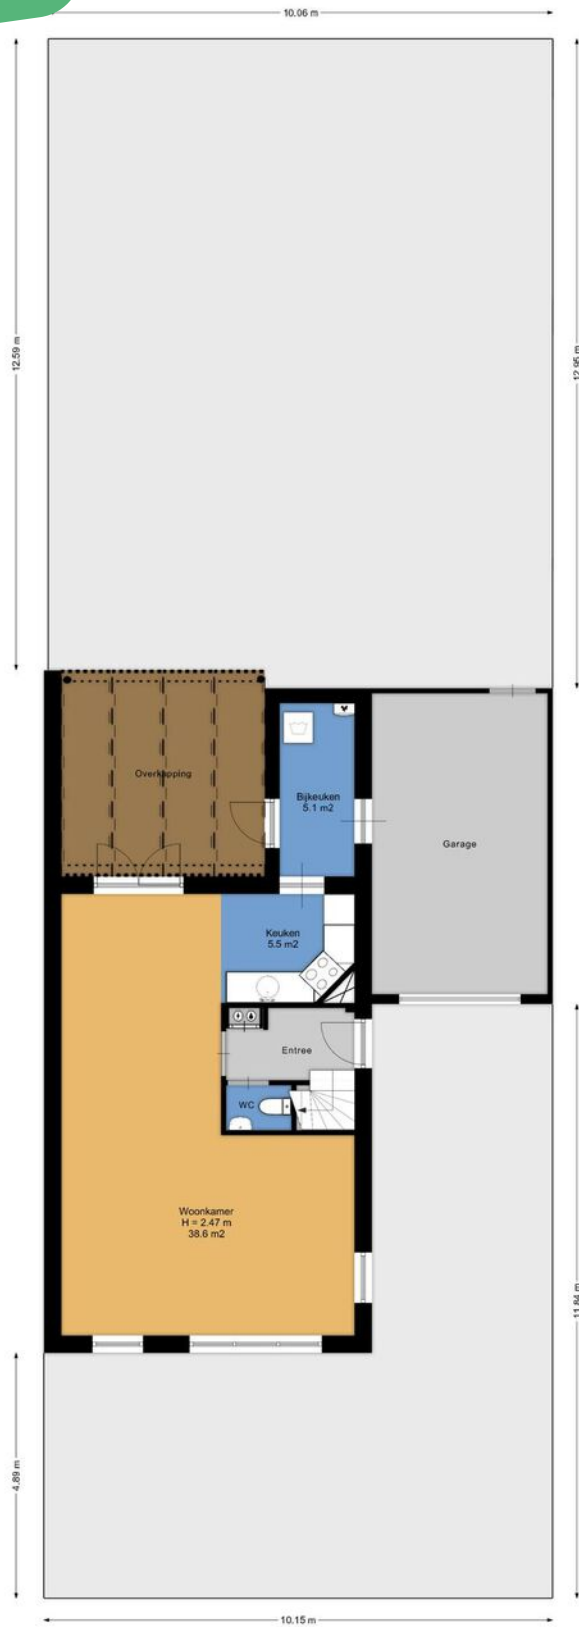 10.06 m
12.59 m
12.95 m
Overkapping
Bijkeuken
5.1 m2
Garage
Keuken
5.5 m2
Entree
WC
Woonkamer
H = 2.47 m
38.6 m2
11.84 m
4.89 m
10.15 m